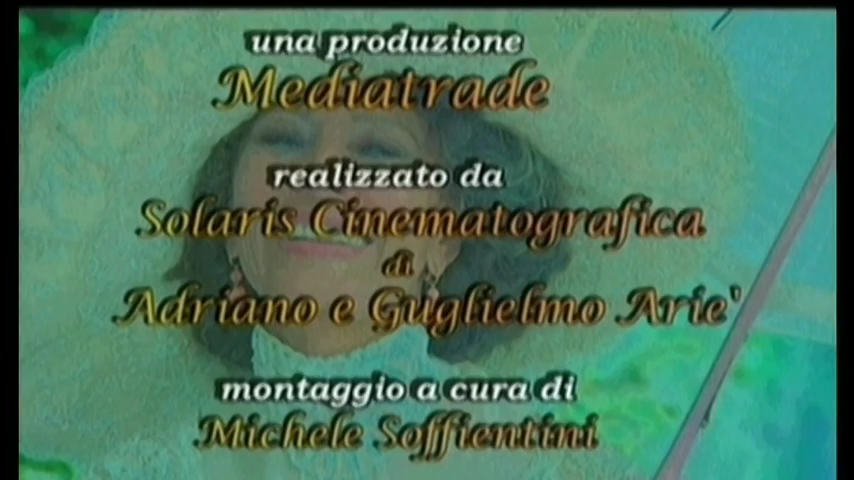 una produzione
Mediatrade
realizzato da
Solaris Cinematografica
di
Adriano e Guglielmo Arie'
montaggio a cura di
Michele Soffientini